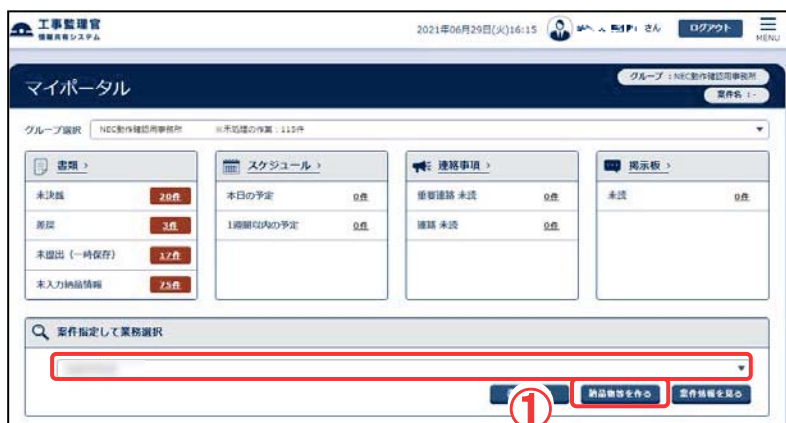 工事監理官
情報共有システム
2021年06月29日(火)16:15
さん
ログアウト
MENU
マイポータル
グループ：NEC動作確認用事務所
案件名：-
グループ選択 NEC動作確認用事務所 ※未処理の作業：115件
書類 ›
未決裁 20件
差戻 3件
未提出（一時保存） 17件
未入力納品情報 75件
スケジュール ›
本日の予定 0件
1週間以内の予定 0件
連絡事項 ›
重要連絡 未読 0件
連絡 未読 0件
掲示板 ›
未読 0件
案件指定して業務選択
①
納品物等を作る
案件情報を見る